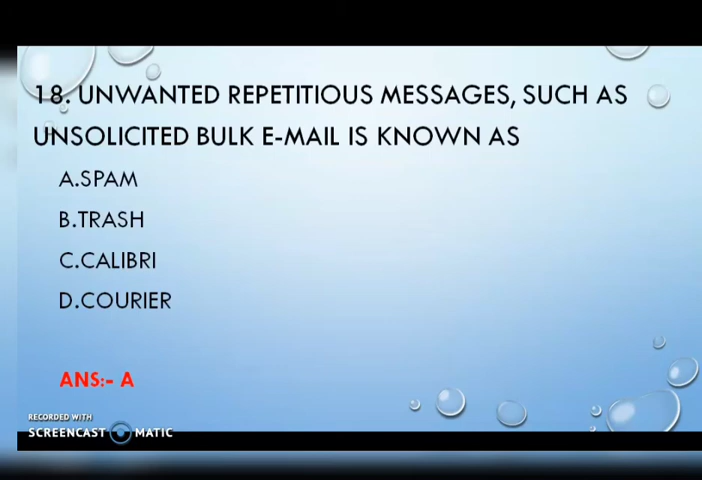 18. UNWANTED REPETITIOUS MESSAGES, SUCH AS
UNSOLICITED BULK E-MAIL IS KNOWN AS
A.SPAM
B.TRASH
C.CALIBRI
D.COURIER
ANS:- A
RECORDED WITH
SCREENCAST MATIC